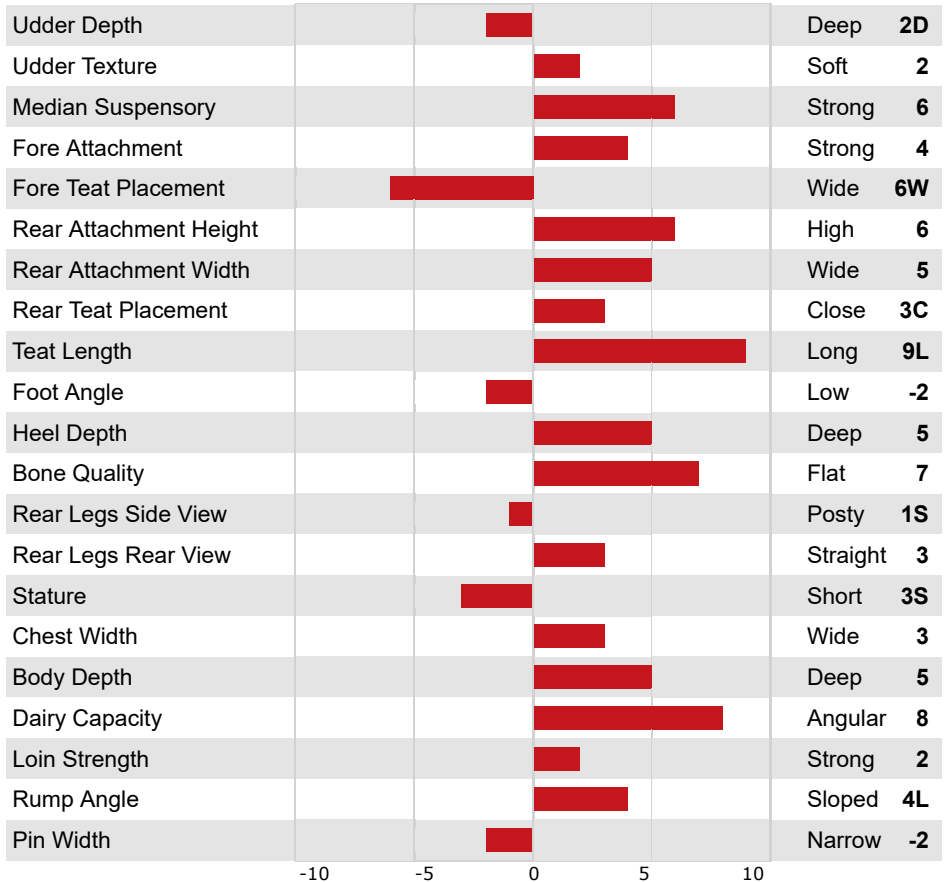 Udder Depth Deep 2D
Udder Texture Soft 2
Median Suspensory Strong 6
Fore Attachment Strong 4
Fore Teat Placement Wide 6W
Rear Attachment Height High 6
Rear Attachment Width Wide 5
Rear Teat Placement Close 3C
Teat Length Long 9L
Foot Angle Low -2
Heel Depth Deep 5
Bone Quality Flat 7
Rear Legs Side View Posty 1S
Rear Legs Rear View Straight 3
Stature Short 3S
Chest Width Wide 3
Body Depth Deep 5
Dairy Capacity Angular 8
Loin Strength Strong 2
Rump Angle Sloped 4L
Pin Width Narrow -2
-10 -5 0 5 10